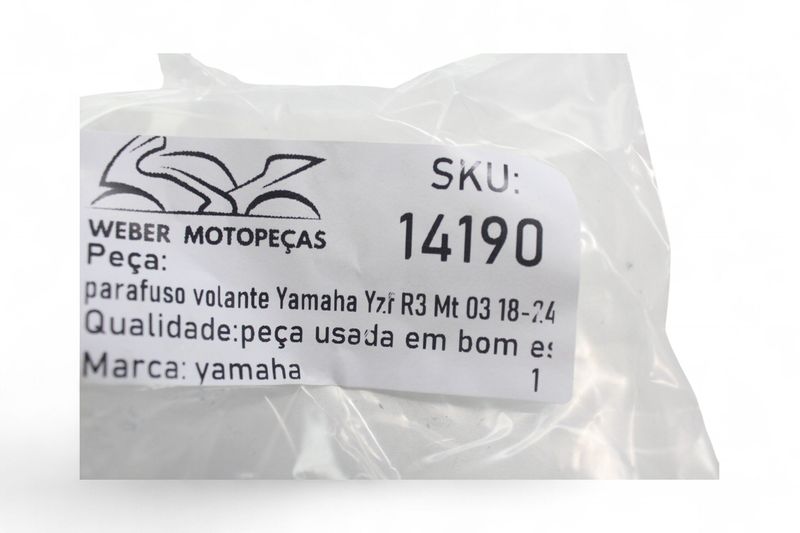 WEBER MOTOPEÇAS
SKU:
14190
Peça:
parafuso volante Yamaha Yzf R3 Mt 03 18-24
Qualidade:peça usada em bom es
Marca: yamaha
1